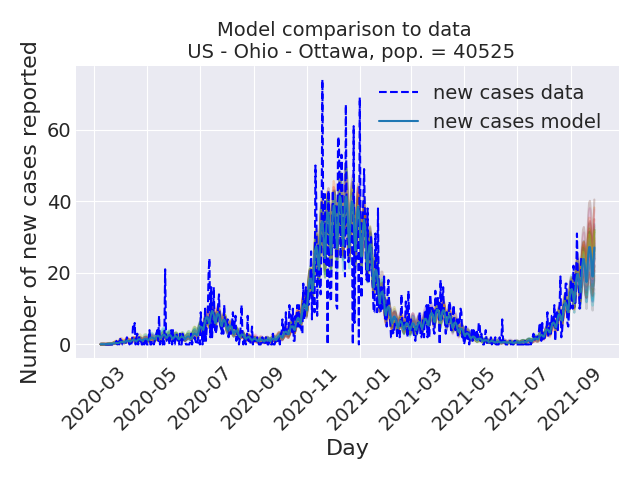 Model comparison to data
US - Ohio - Ottawa, pop. = 40525
new cases data
new cases model
Number of new cases reported
60
40
20
0
2020-03
2020-05
2020-07
2020-09
2020-11
2021-01
2021-03
2021-05
2021-07
2021-09
Day